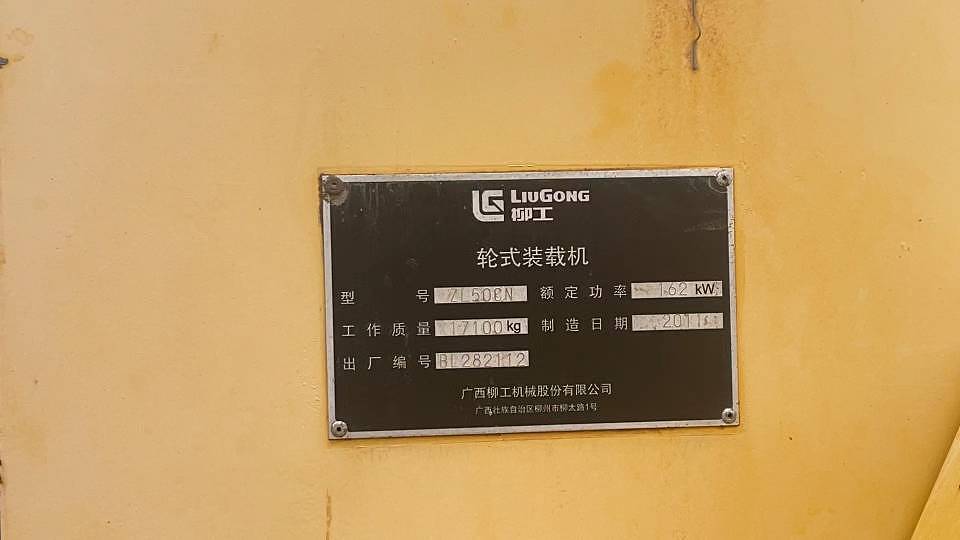 LIUGONG
柳工
轮式装载机
型号 ZL50CN 额定功率 162 kW
工作质量 17100kg 制造日期 2011
出厂编号 BL282112
广西柳工机械股份有限公司
广西壮族自治区柳州市柳太路1号